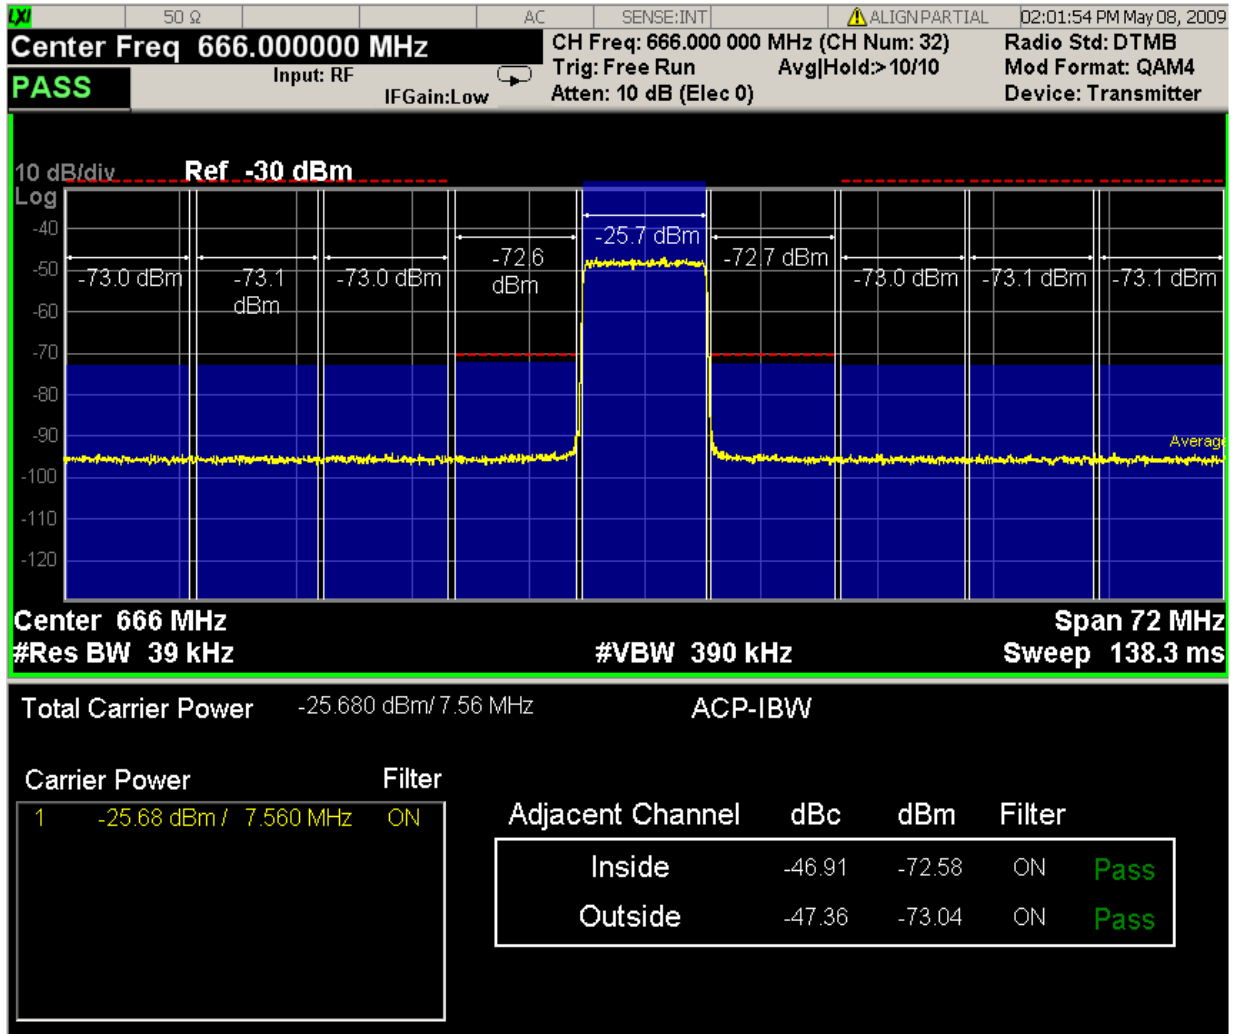 LXI 50 Ω AC SENSE:INT ALIGN PARTIAL 02:01:54 PM May 08, 2009
Center Freq 666.000000 MHz
CH Freq: 666.000 000 MHz (CH Num: 32)
Radio Std: DTMB
PASS
Input: RF
Trig: Free Run
Avg|Hold:> 10/10
Mod Format: QAM4
IFGain:Low
Atten: 10 dB (Elec 0)
Device: Transmitter
10 dB/div
Ref -30 dBm
Log
-40
-50
-60
-70
-80
-90
-100
-110
-120
-73.0 dBm
-73.1
dBm
-73.0 dBm
-72.6
dBm
-25.7 dBm
-72.7 dBm
-73.0 dBm
-73.1 dBm
-73.1 dBm
Average
Center 666 MHz
Span 72 MHz
#Res BW 39 kHz
#VBW 390 kHz
Sweep 138.3 ms
Total Carrier Power -25.680 dBm/ 7.56 MHz
ACP-IBW
Carrier Power Filter
1 -25.68 dBm / 7.560 MHz ON
Adjacent Channel dBc dBm Filter
Inside -46.91 -72.58 ON Pass
Outside -47.36 -73.04 ON Pass